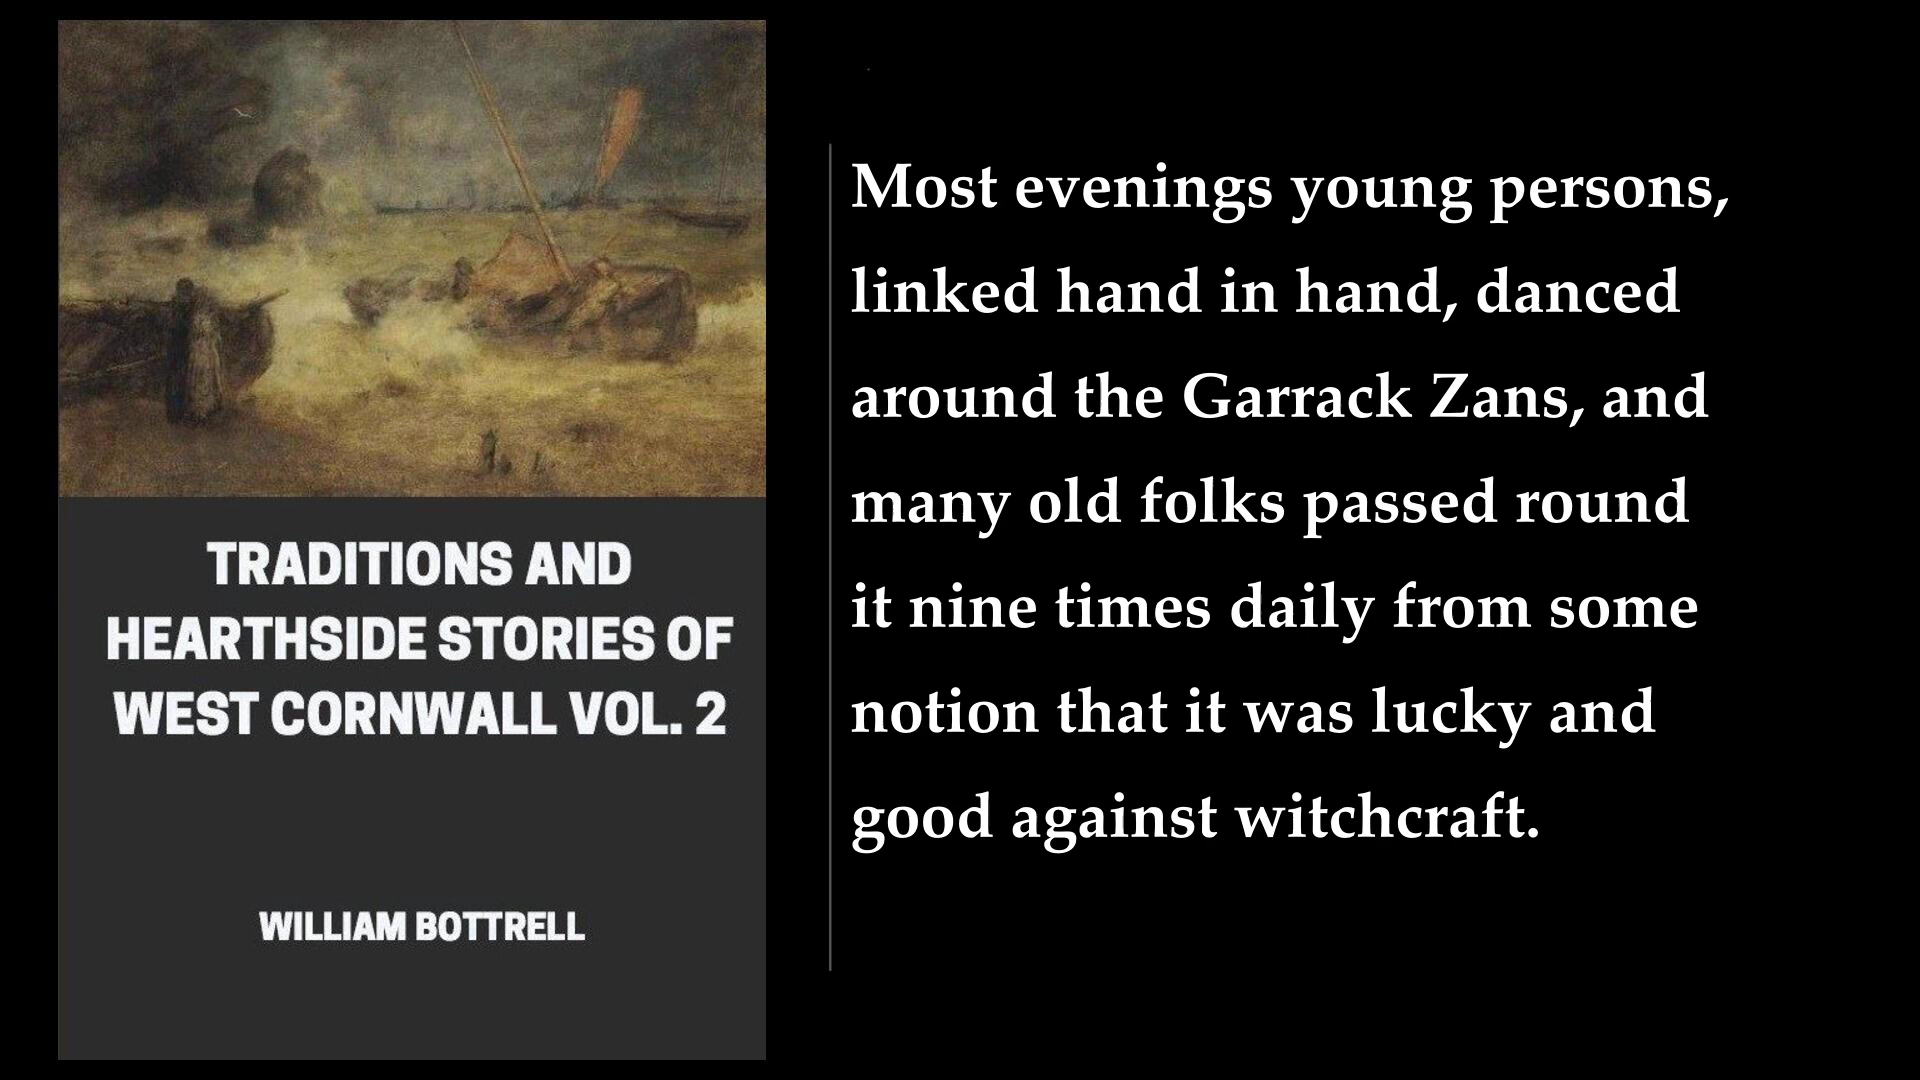 TRADITIONS AND
HEARTHSIDE STORIES OF
WEST CORNWALL VOL. 2
WILLIAM BOTTRELL
Most evenings young persons,
linked hand in hand, danced
around the Garrack Zans, and
many old folks passed round
it nine times daily from some
notion that it was lucky and
good against witchcraft.